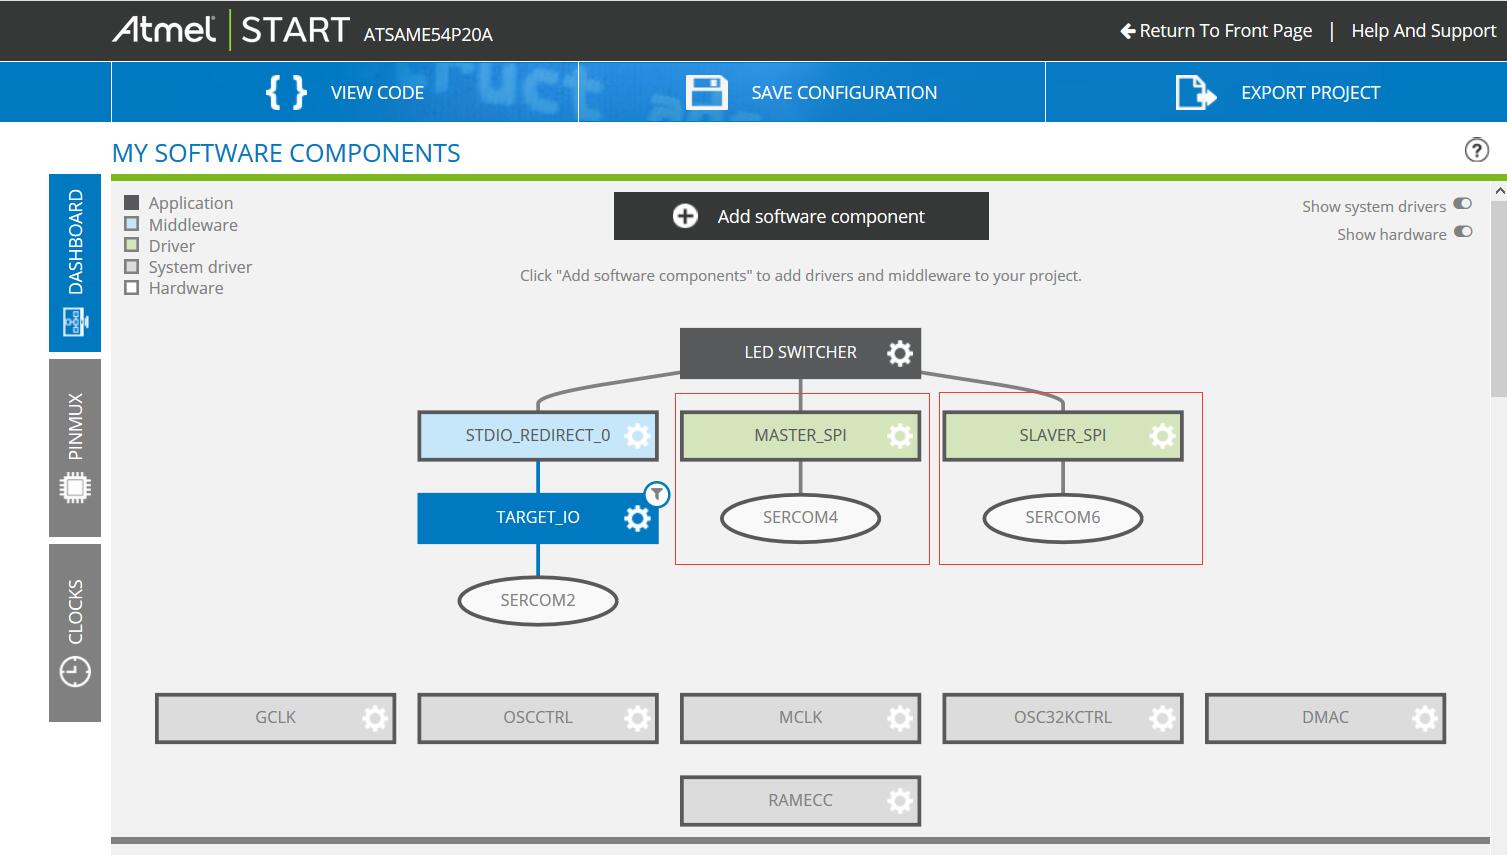 Atmel START ATSAME54P20A
Return To Front Page | Help And Support
{ } VIEW CODE
SAVE CONFIGURATION
EXPORT PROJECT
MY SOFTWARE COMPONENTS
?
DASHBOARD
PINMUX
CLOCKS
Application
Middleware
Driver
System driver
Hardware
Add software component
Show system drivers
Show hardware
Click "Add software components" to add drivers and middleware to your project.
LED SWITCHER
STDIO_REDIRECT_0
MASTER_SPI
SLAVER_SPI
TARGET_IO
SERCOM4
SERCOM6
SERCOM2
GCLK
OSCCTRL
MCLK
OSC32KCTRL
DMAC
RAMECC